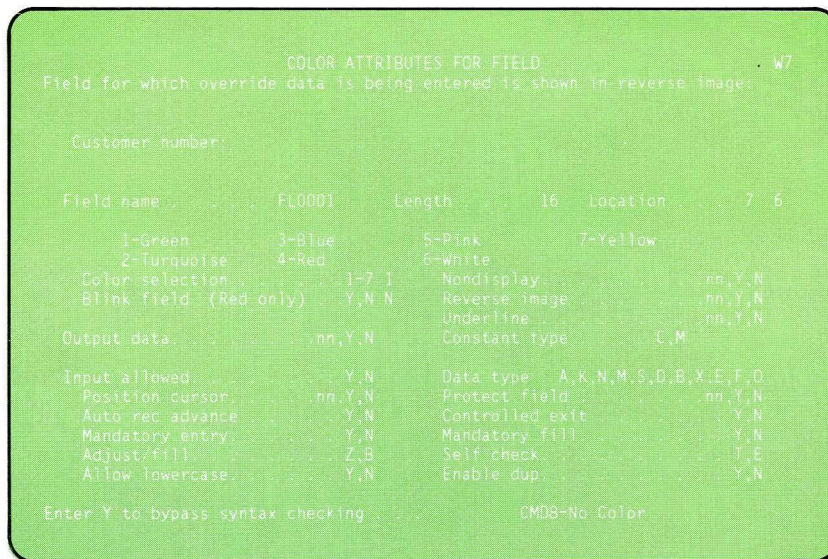 COLOR ATTRIBUTES FOR FIELD . W7
Field for which override data is being entered is shown in reverse image:
Customer number:
Field name . . . . . FL0001 Length . . . 16 Location . . . 7 6
1-Green 3-Blue 5-Pink 7-Yellow
2-Turquoise 4-Red 6-White
Color selection . . . . . . . 1-7 1 Nondisplay. . . . . . . . . . nn,Y,N
Blink field (Red only) . . Y,N N Reverse image . . . . . . . . nn,Y,N
Underline . . . . . . . . . . nn,Y,N
Output data. . . . . . . . nn,Y,N Constant type . . . . . C,M
Input allowed . . . . . . . . Y,N Data type A,K,N,M,S,D,B,X,E,F,O
Position cursor. . . . . nn,Y,N Protect field . . . . . . . . nn,Y,N
Auto rec advance . . . . . Y,N Controlled exit . . . . . . . . Y,N
Mandatory entry. . . . . . . Y,N Mandatory fill . . . . . . . . . Y,N
Adjust/fill. . . . . . . . . Z,B Self check . . . . . . . . . . . T,E
Allow lowercase. . . . . . . Y,N Enable dup. . . . . . . . . . . Y,N
Enter Y to bypass syntax checking . . . . CMD8-No Color